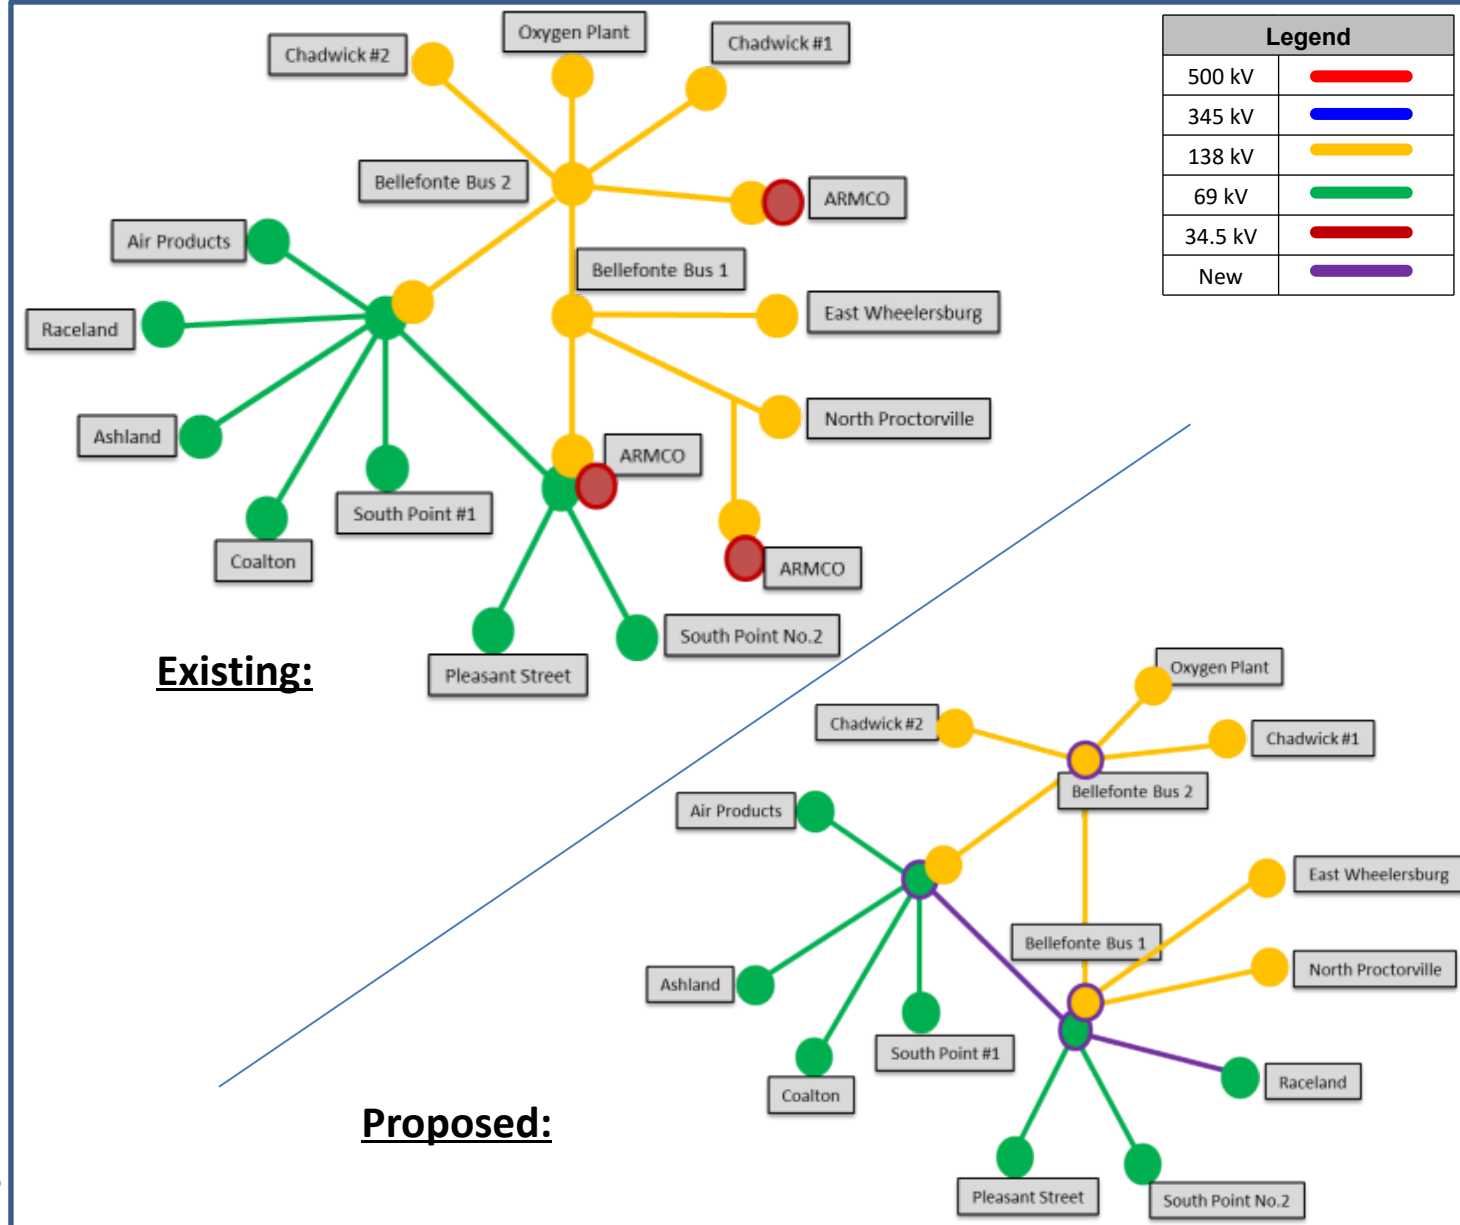 Legend
500 kV
345 kV
138 kV
69 kV
34.5 kV
New
Oxygen Plant
Chadwick #2
Chadwick #1
Bellefonte Bus 2
ARMCO
Air Products
Bellefonte Bus 1
Raceland
East Wheelersburg
Ashland
North Proctorville
ARMCO
South Point #1
Coalton
ARMCO
South Point No.2
Pleasant Street
Existing:
Oxygen Plant
Chadwick #2
Chadwick #1
Bellefonte Bus 2
Air Products
East Wheelersburg
Bellefonte Bus 1
North Proctorville
Ashland
South Point #1
Raceland
Coalton
Proposed:
Pleasant Street
South Point No.2